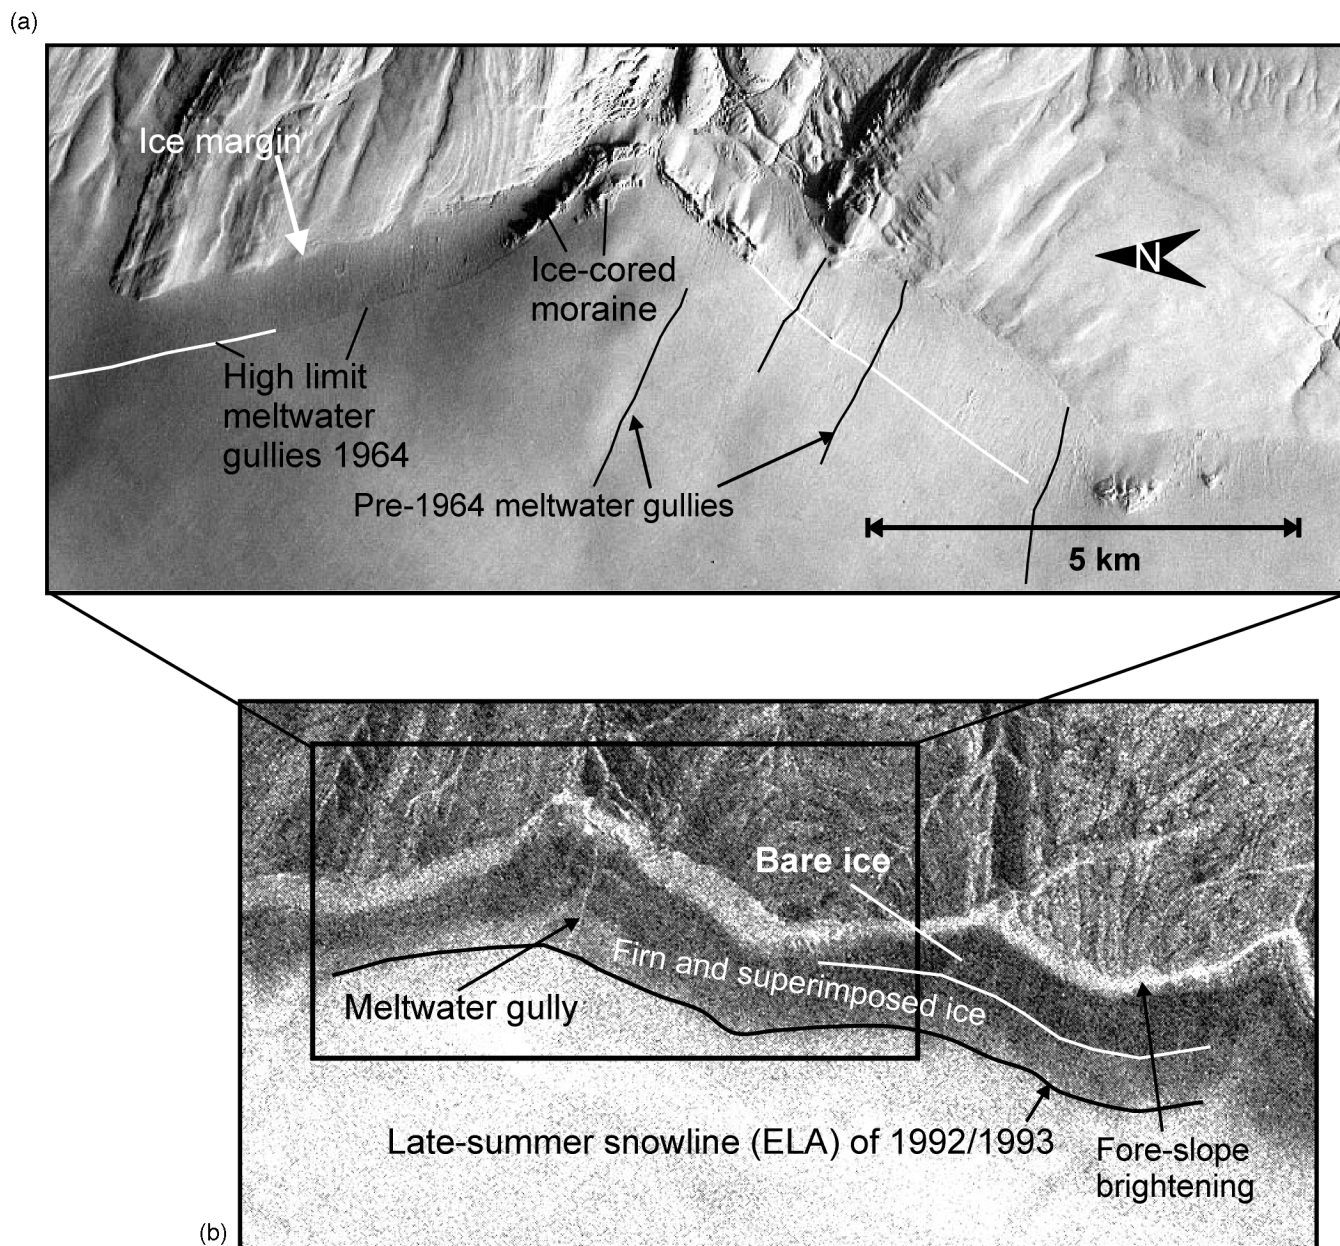 (a)
Ice margin
N
Ice-cored
moraine
High limit
meltwater
gullies 1964
Pre-1964 meltwater gullies
5 km
Bare ice
Firn and superimposed ice
Meltwater gully
Late-summer snowline (ELA) of 1992/1993
Fore-slope
brightening
(b)